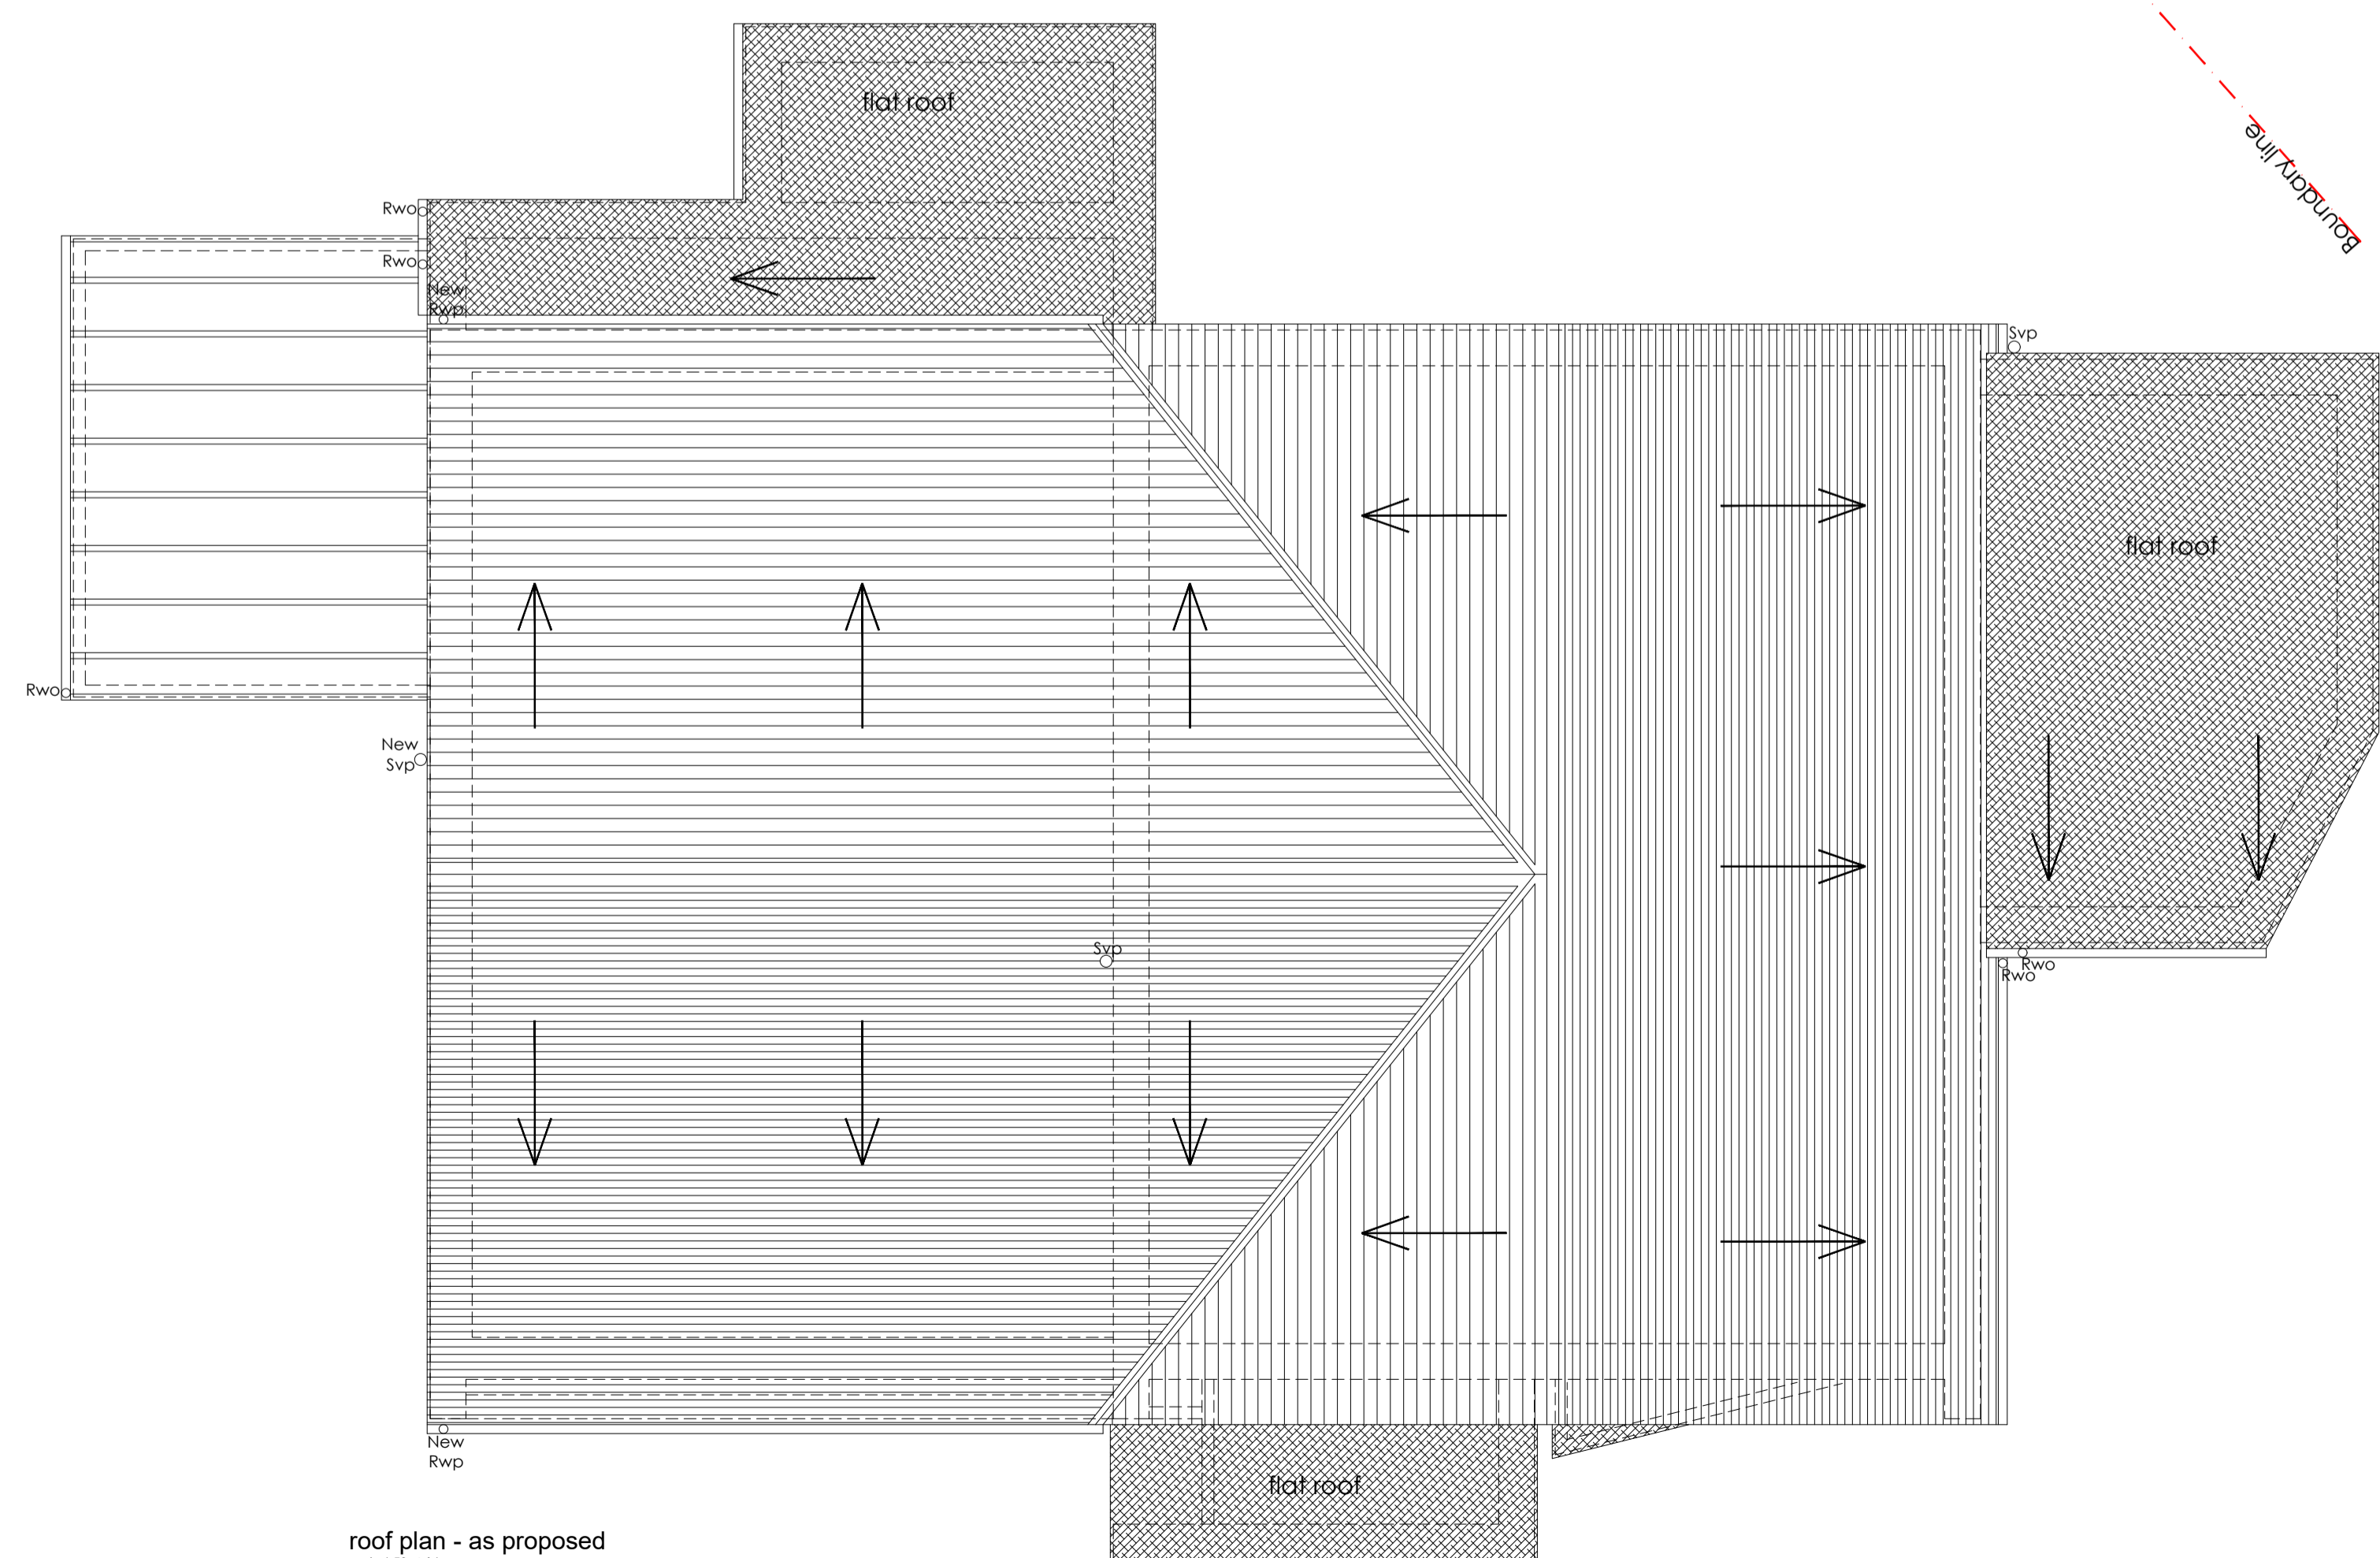 flat roof
Boundary line
Rwo
Rwo
New
Rwp
Svp
flat roof
Rwo
New
Svp
Svp
Rwo
Rwo
New
Rwp
flat roof
roof plan - as proposed